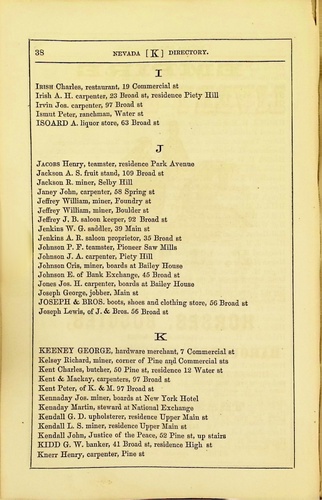 38 NEVADA [K] DIRECTORY.
I
IRISH Charles, restaurant, 19 Commercial st
Irish A. H. carpenter, 23 Broad st, residence Piety Hill
Irvin Jos. carpenter, 97 Broad st
Ismut Peter, ranchman, Water st
ISOARD A. liquor store, 63 Broad st
J
JACOBS Henry, teamster, residence Park Avenue
Jackson A. S. fruit stand, 109 Broad st
Jackson R. miner, Selby Hill
Janey John, carpenter, 58 Spring st
Jeffrey William, miner, Foundry st
Jeffrey William, miner, Boulder st
Jeffrey J. B. saloon keeper, 92 Broad st
Jenkins W. G. saddler, 39 Main st
Jenkins A. R. saloon proprietor, 35 Broad st
Johnson P. F. teamster, Pioneer Saw Mills
Johnson J. A. carpenter, Piety Hill
Johnson Cris, miner, boards at Bailey House
Johnson E. of Bank Exchange, 45 Broad st
Jones Jos. H. carpenter, boards at Bailey House
Joseph George, jobber, Main st
JOSEPH & BROS. boots, shoes and clothing store, 56 Broad st
Joseph Lewis, of J. & Bros. 56 Broad st
K
KEENEY GEORGE, hardware merchant, 7 Commercial st
Kelsey Richard, miner, corner of Pine and Commercial sts
Kent Charles, butcher, 50 Pine st, residence 12 Water st
Kent & Mackay, carpenters, 97 Broad st
Kent Peter, of K. & M. 97 Broad st
Kennaday Jos. miner, boards at New York Hotel
Kenaday Martin, steward at National Exchange
Kendall G. D. upholsterer, residence Upper Main st
Kendall L. S. miner, residence Upper Main st
Kendall John, Justice of the Peace, 52 Pine st, up stairs
KIDD G. W. banker, 41 Broad st, residence High st
Knerr Henry, carpenter, Pine st